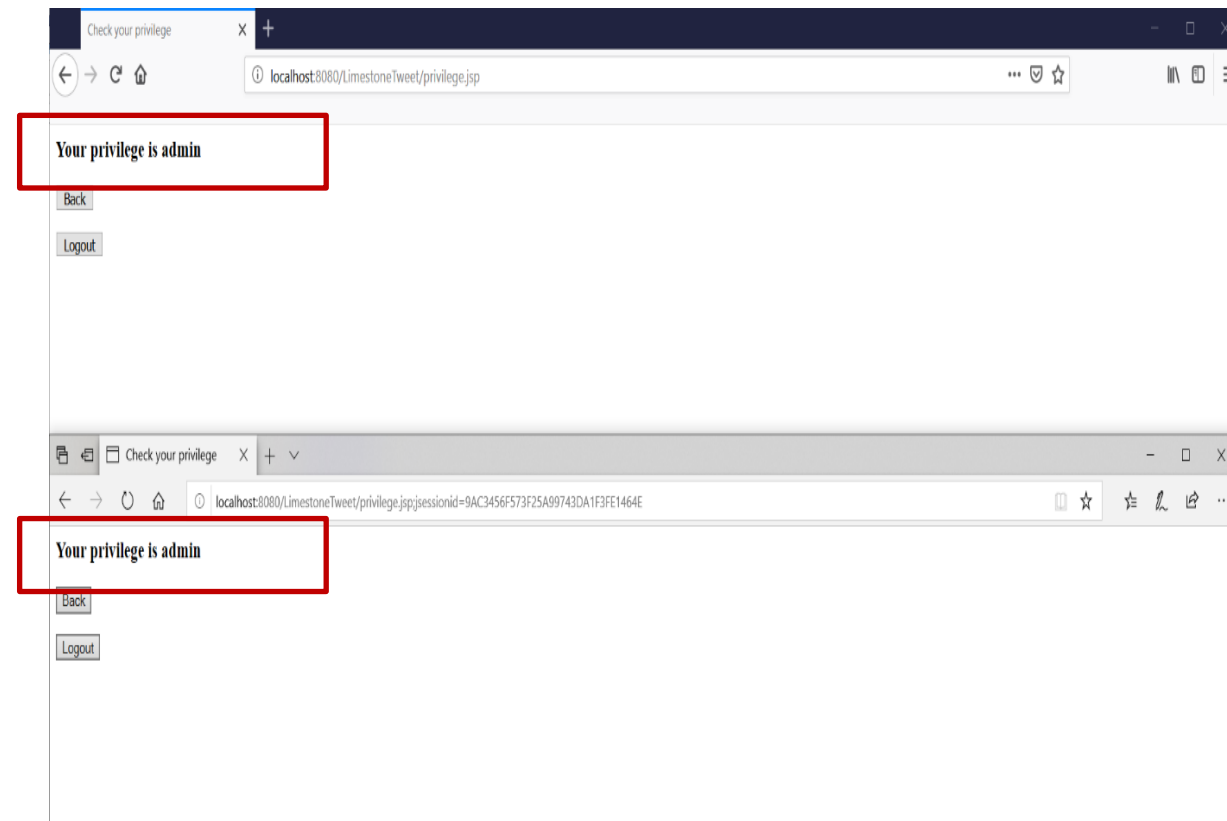 Check your privilege
localhost:8080/LimestoneTweet/privilege.jsp
Your privilege is admin
Back
Logout
Check your privilege
localhost:8080/LimestoneTweet/privilege.jsp;jsessionid=9AC3456F573F25A99743DA1F3FE1464E
Your privilege is admin
Back
Logout